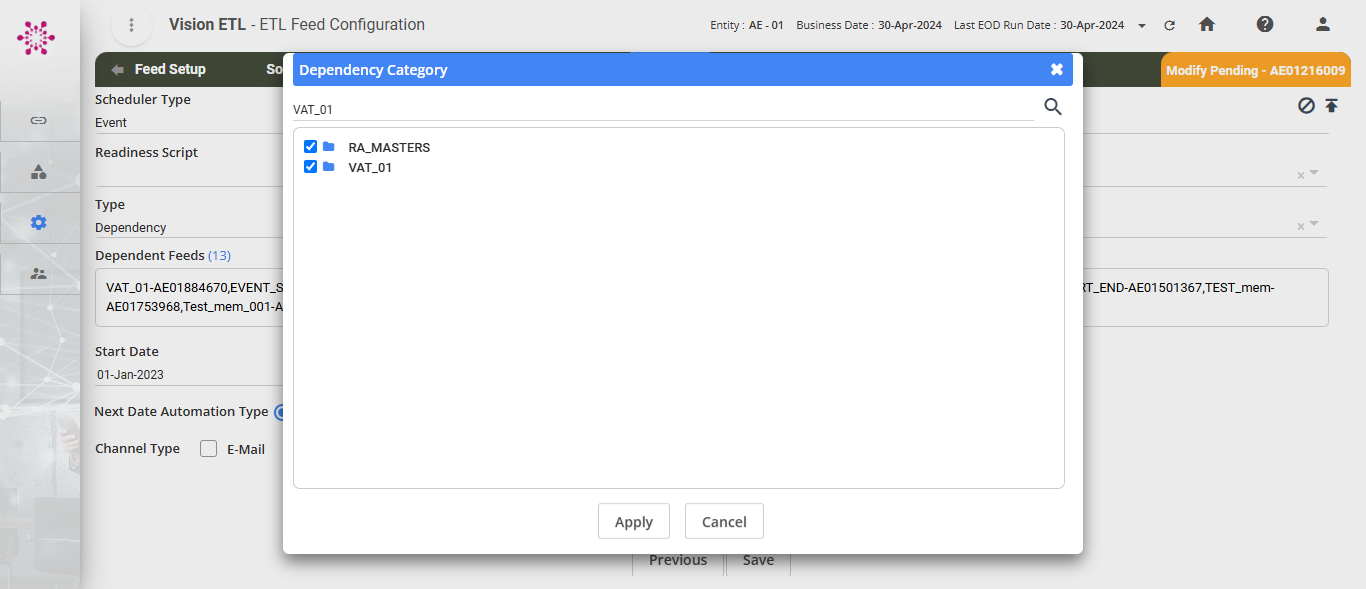 Vision ETL - ETL Feed Configuration
Entity : AE - 01 Business Date : 30-Apr-2024 Last EOD Run Date : 30-Apr-2024
Feed Setup
So
Modify Pending - AE01216009
Dependency Category
VAT_01
RA_MASTERS
VAT_01
Apply
Cancel
Scheduler Type
Event
Readiness Script
Type
Dependency
Dependent Feeds (13)
VAT_01-AE01884670,EVENT_S
RT_END-AE01501367,TEST_mem-
AE01753968,Test_mem_001-A
Start Date
01-Jan-2023
Next Date Automation Type
Channel Type E-Mail
Previous Save